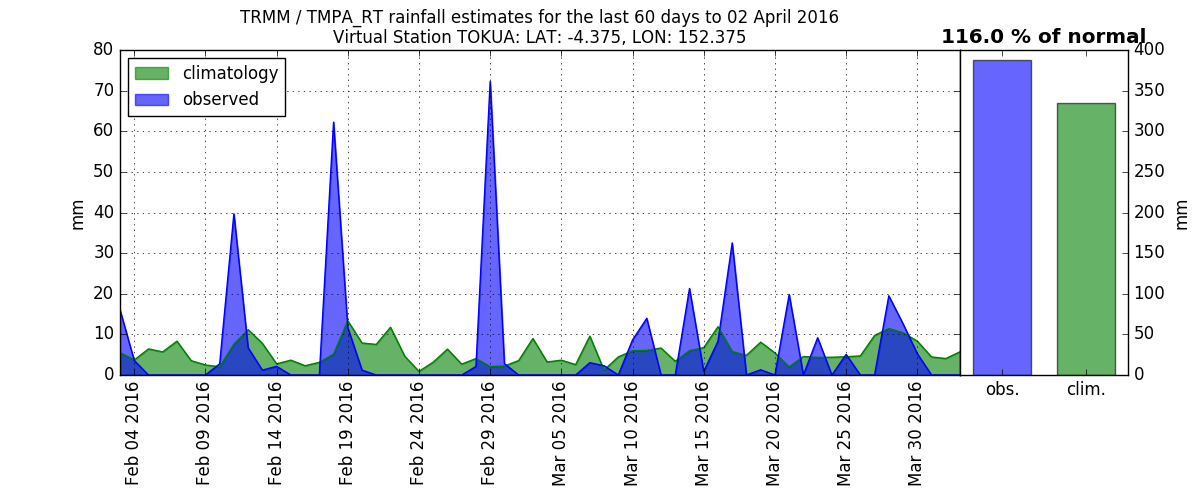 TRMM / TMPA_RT rainfall estimates for the last 60 days to 02 April 2016
Virtual Station TOKUA: LAT: -4.375, LON: 152.375
116.0 % of normal
climatology
observed
80
70
60
50
40
30
20
10
0
mm
Feb 04 2016
Feb 09 2016
Feb 14 2016
Feb 19 2016
Feb 24 2016
Feb 29 2016
Mar 05 2016
Mar 10 2016
Mar 15 2016
Mar 20 2016
Mar 25 2016
Mar 30 2016
400
350
300
250
200
150
100
50
0
mm
obs.
clim.